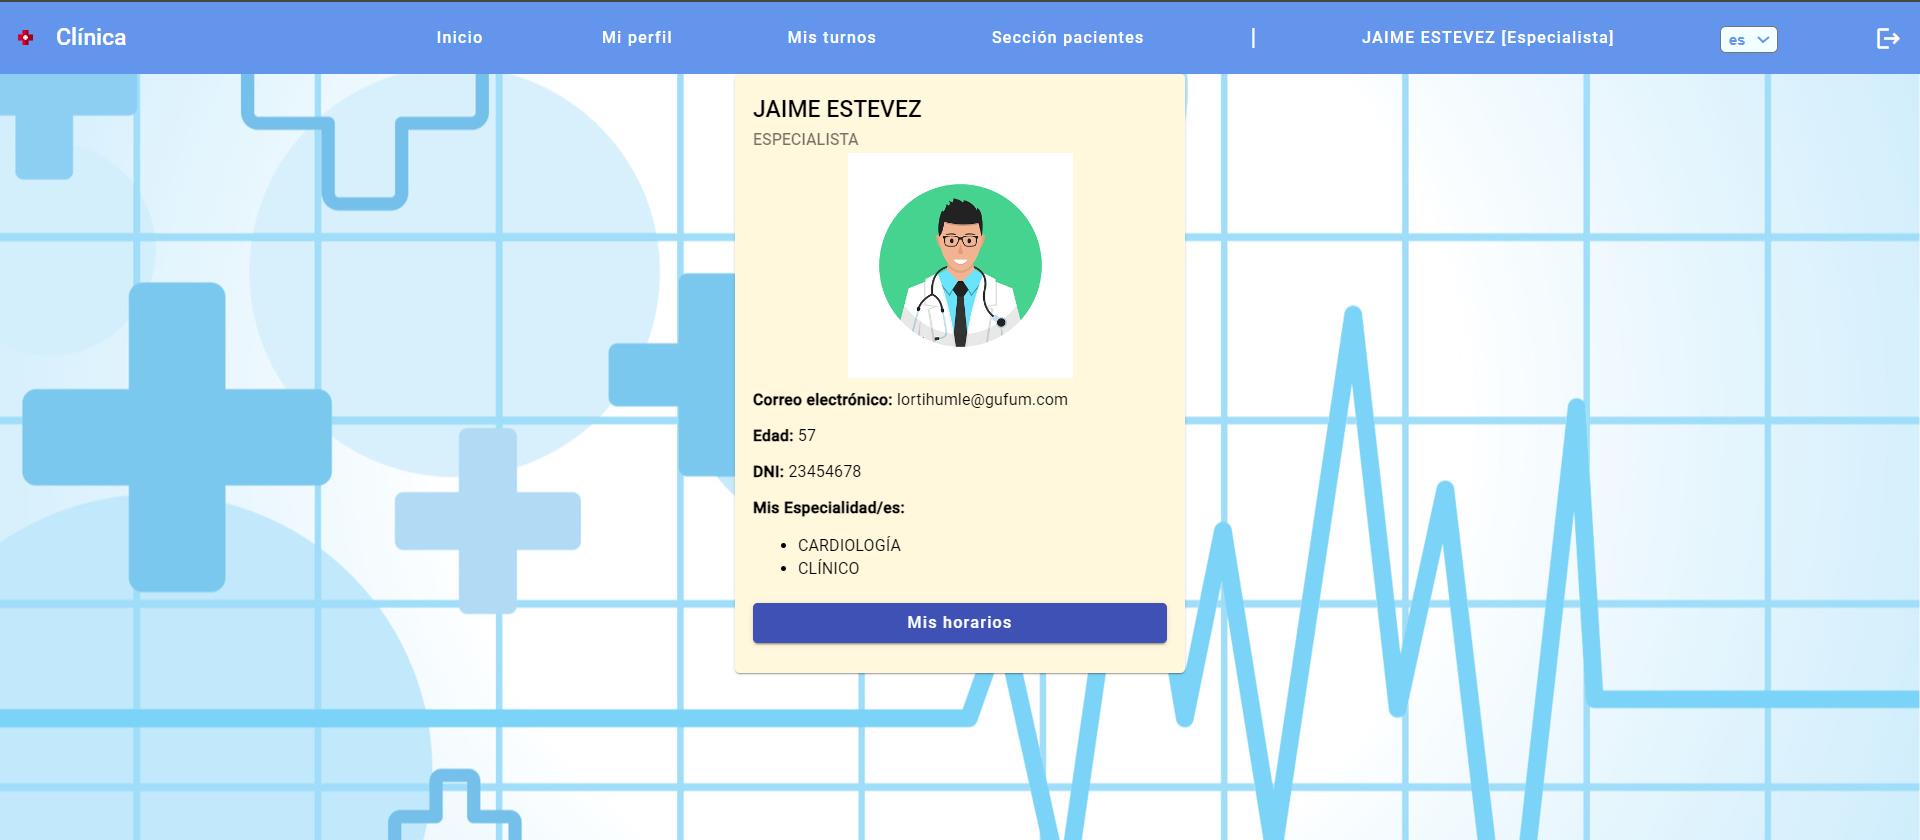 Clínica
Inicio
Mi perfil
Mis turnos
Sección pacientes
|
JAIME ESTEVEZ [Especialista]
es
JAIME ESTEVEZ
ESPECIALISTA
Correo electrónico: lortihumle@gufum.com
Edad: 57
DNI: 23454678
Mis Especialidad/es:
• CARDIOLOGÍA
• CLÍNICO
Mis horarios